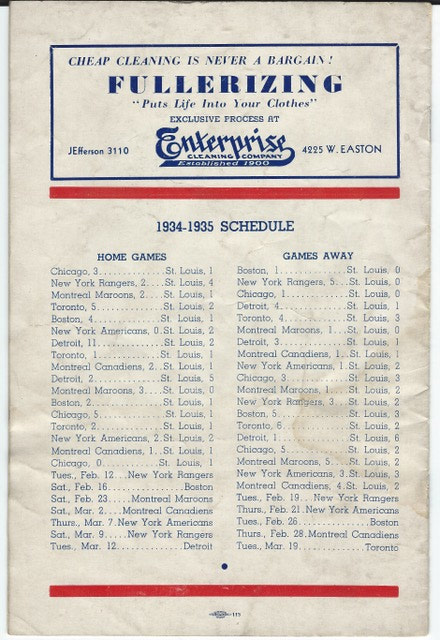 CHEAP CLEANING IS NEVER A BARGAIN!
FULLERIZING
"Puts Life Into Your Clothes"
EXCLUSIVE PROCESS AT
JEfferson 3110
Enterprise
CLEANING COMPANY
Established 1900
4225 W. EASTON
1934-1935 SCHEDULE
HOME GAMES
Chicago, 3............St. Louis, 1
New York Rangers, 2....St. Louis, 4
Montreal Maroons, 2....St. Louis, 1
Toronto, 5............St. Louis, 2
Boston, 4.............St. Louis, 1
New York Americans, 0.St. Louis, 2
Detroit, 11...........St. Louis, 2
Toronto, 1............St. Louis, 1
Montreal Canadiens, 2..St. Louis, 1
Detroit, 2............St. Louis, 5
Montreal Maroons, 3....St. Louis, 0
Boston, 2.............St. Louis, 1
Chicago, 5............St. Louis, 1
Toronto, 2............St. Louis, 1
New York Americans, 2.St. Louis, 2
Montreal Canadiens, 1..St. Louis, 1
Chicago, 0............St. Louis, 1
Tues., Feb. 12...New York Rangers
Sat., Feb. 16..........Boston
Sat., Feb. 23.....Montreal Maroons
Sat., Mar. 2....Montreal Canadiens
Thurs., Mar. 7.New York Americans
Sat., Mar. 9.....New York Rangers
Tues., Mar. 12..........Detroit
GAMES AWAY
Boston, 1.............St. Louis, 0
New York Rangers, 5...St. Louis, 0
Chicago, 1............St. Louis, 0
Detroit, 4............St. Louis, 1
Toronto, 4............St. Louis, 3
Montreal Maroons, 1...St. Louis, 0
Detroit, 3............St. Louis, 1
Montreal Canadiens, 1..St. Louis, 1
New York Americans, 1.St. Louis, 2
Chicago, 3............St. Louis, 3
Montreal Maroons, 1...St. Louis, 2
New York Rangers, 3...St. Louis, 2
Boston, 5.............St. Louis, 3
Toronto, 6............St. Louis, 2
Detroit, 1............St. Louis, 6
Chicago, 5............St. Louis, 2
Montreal Maroons, 5...St. Louis, 2
New York Americans, 3.St. Louis, 3
Montreal Canadiens, 4.St. Louis, 2
Tues., Feb. 19...New York Rangers
Thurs., Feb. 21.New York Americans
Tues., Feb. 26..........Boston
Thurs., Feb. 28.Montreal Canadiens
Tues., Mar. 19..........Toronto